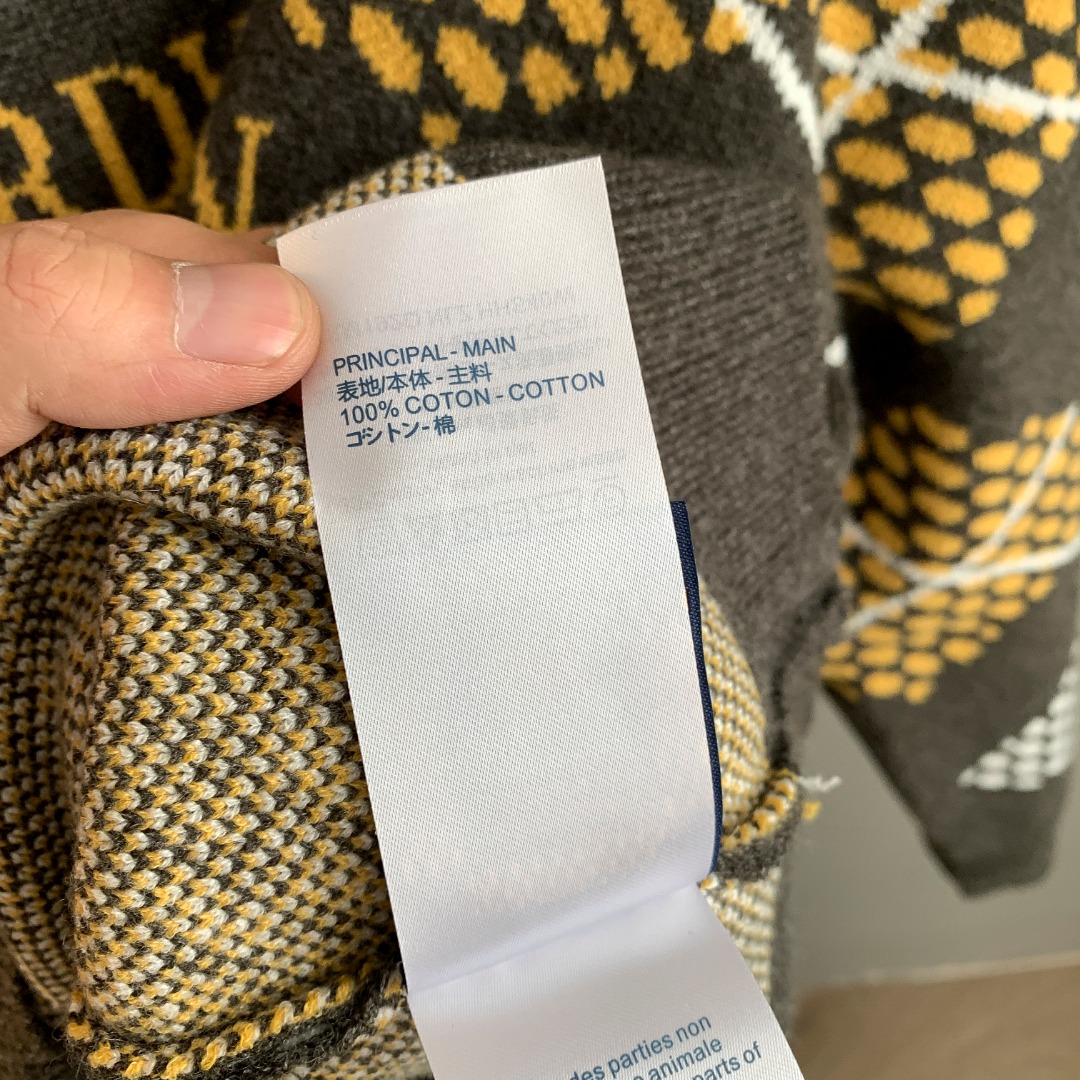 RDI
PRINCIPAL - MAIN
表地/本体 - 主料
100% COTON - COTTON
コットン - 棉
des parties non
animale
parts of